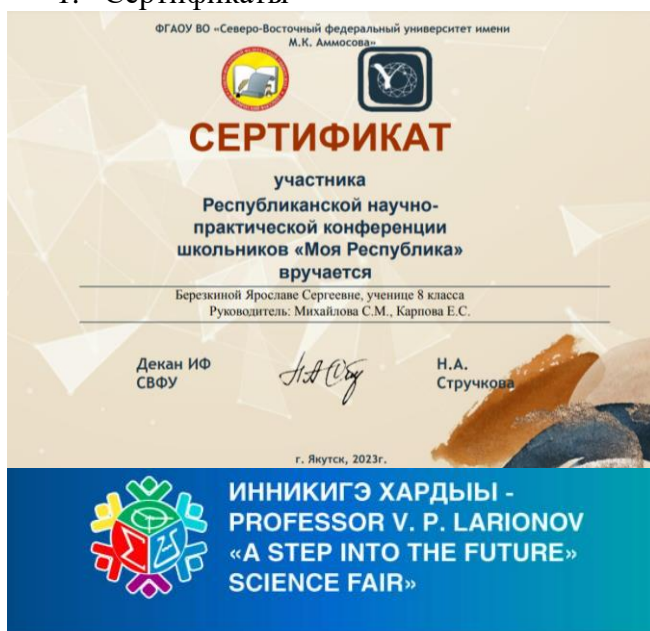 1. Сертификаты
ФГАОУ ВО «Северо-Восточный федеральный университет имени
М.К. Аммосова»
СЕРТИФИКАТ
участника
Республиканской научно-
практической конференции
школьников «Моя Республика»
вручается
Березкиной Ярославе Сергеевне, ученице 8 класса
Руководитель: Михайлова С.М., Карпова Е.С.
Декан ИФ
СВФУ
Н.А.
Стручкова
г. Якутск, 2023г.
ИННИКИГЭ ХАРДЫЫ -
PROFESSOR V. P. LARIONOV
«A STEP INTO THE FUTURE»
SCIENCE FAIR»